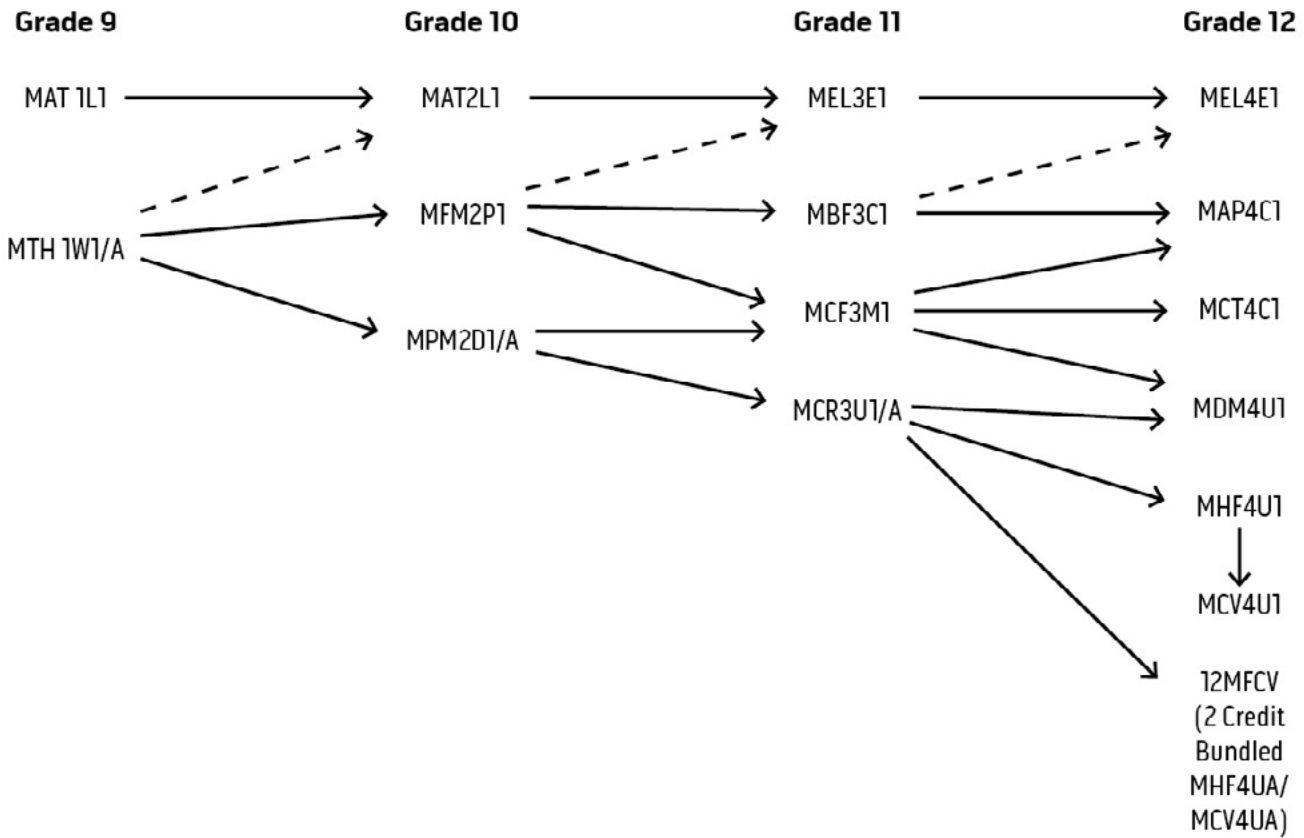 Grade 9
Grade 10
Grade 11
Grade 12
MAT 1L1
MAT2L1
MEL3E1
MEL4E1
MTH 1W1/A
MFM2P1
MBF3C1
MAP4C1
MPM2D1/A
MCF3M1
MCT4C1
MCR3U1/A
MDM4U1
MHF4U1
MCV4U1
12MFCV
(2 Credit
Bundled
MHF4UA/
MCV4UA)